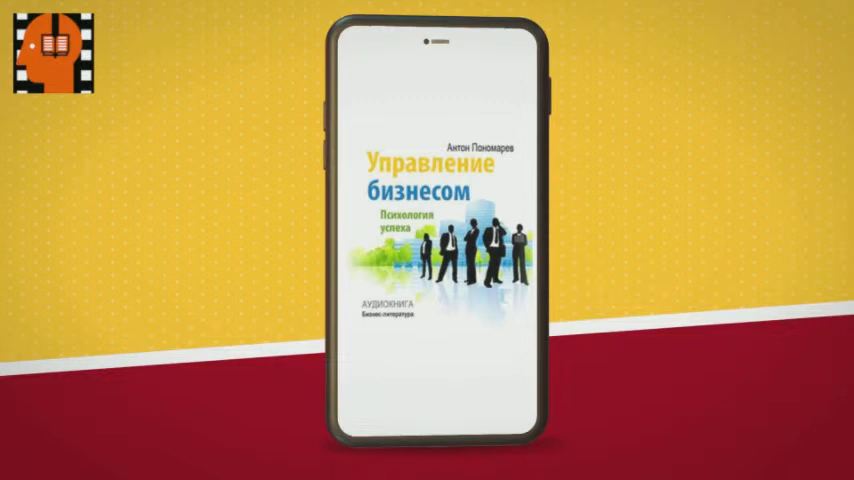 Антон Пономарев
Управление
бизнесом
Психология
успеха
АУДИОКНИГА
Бизнес-литература